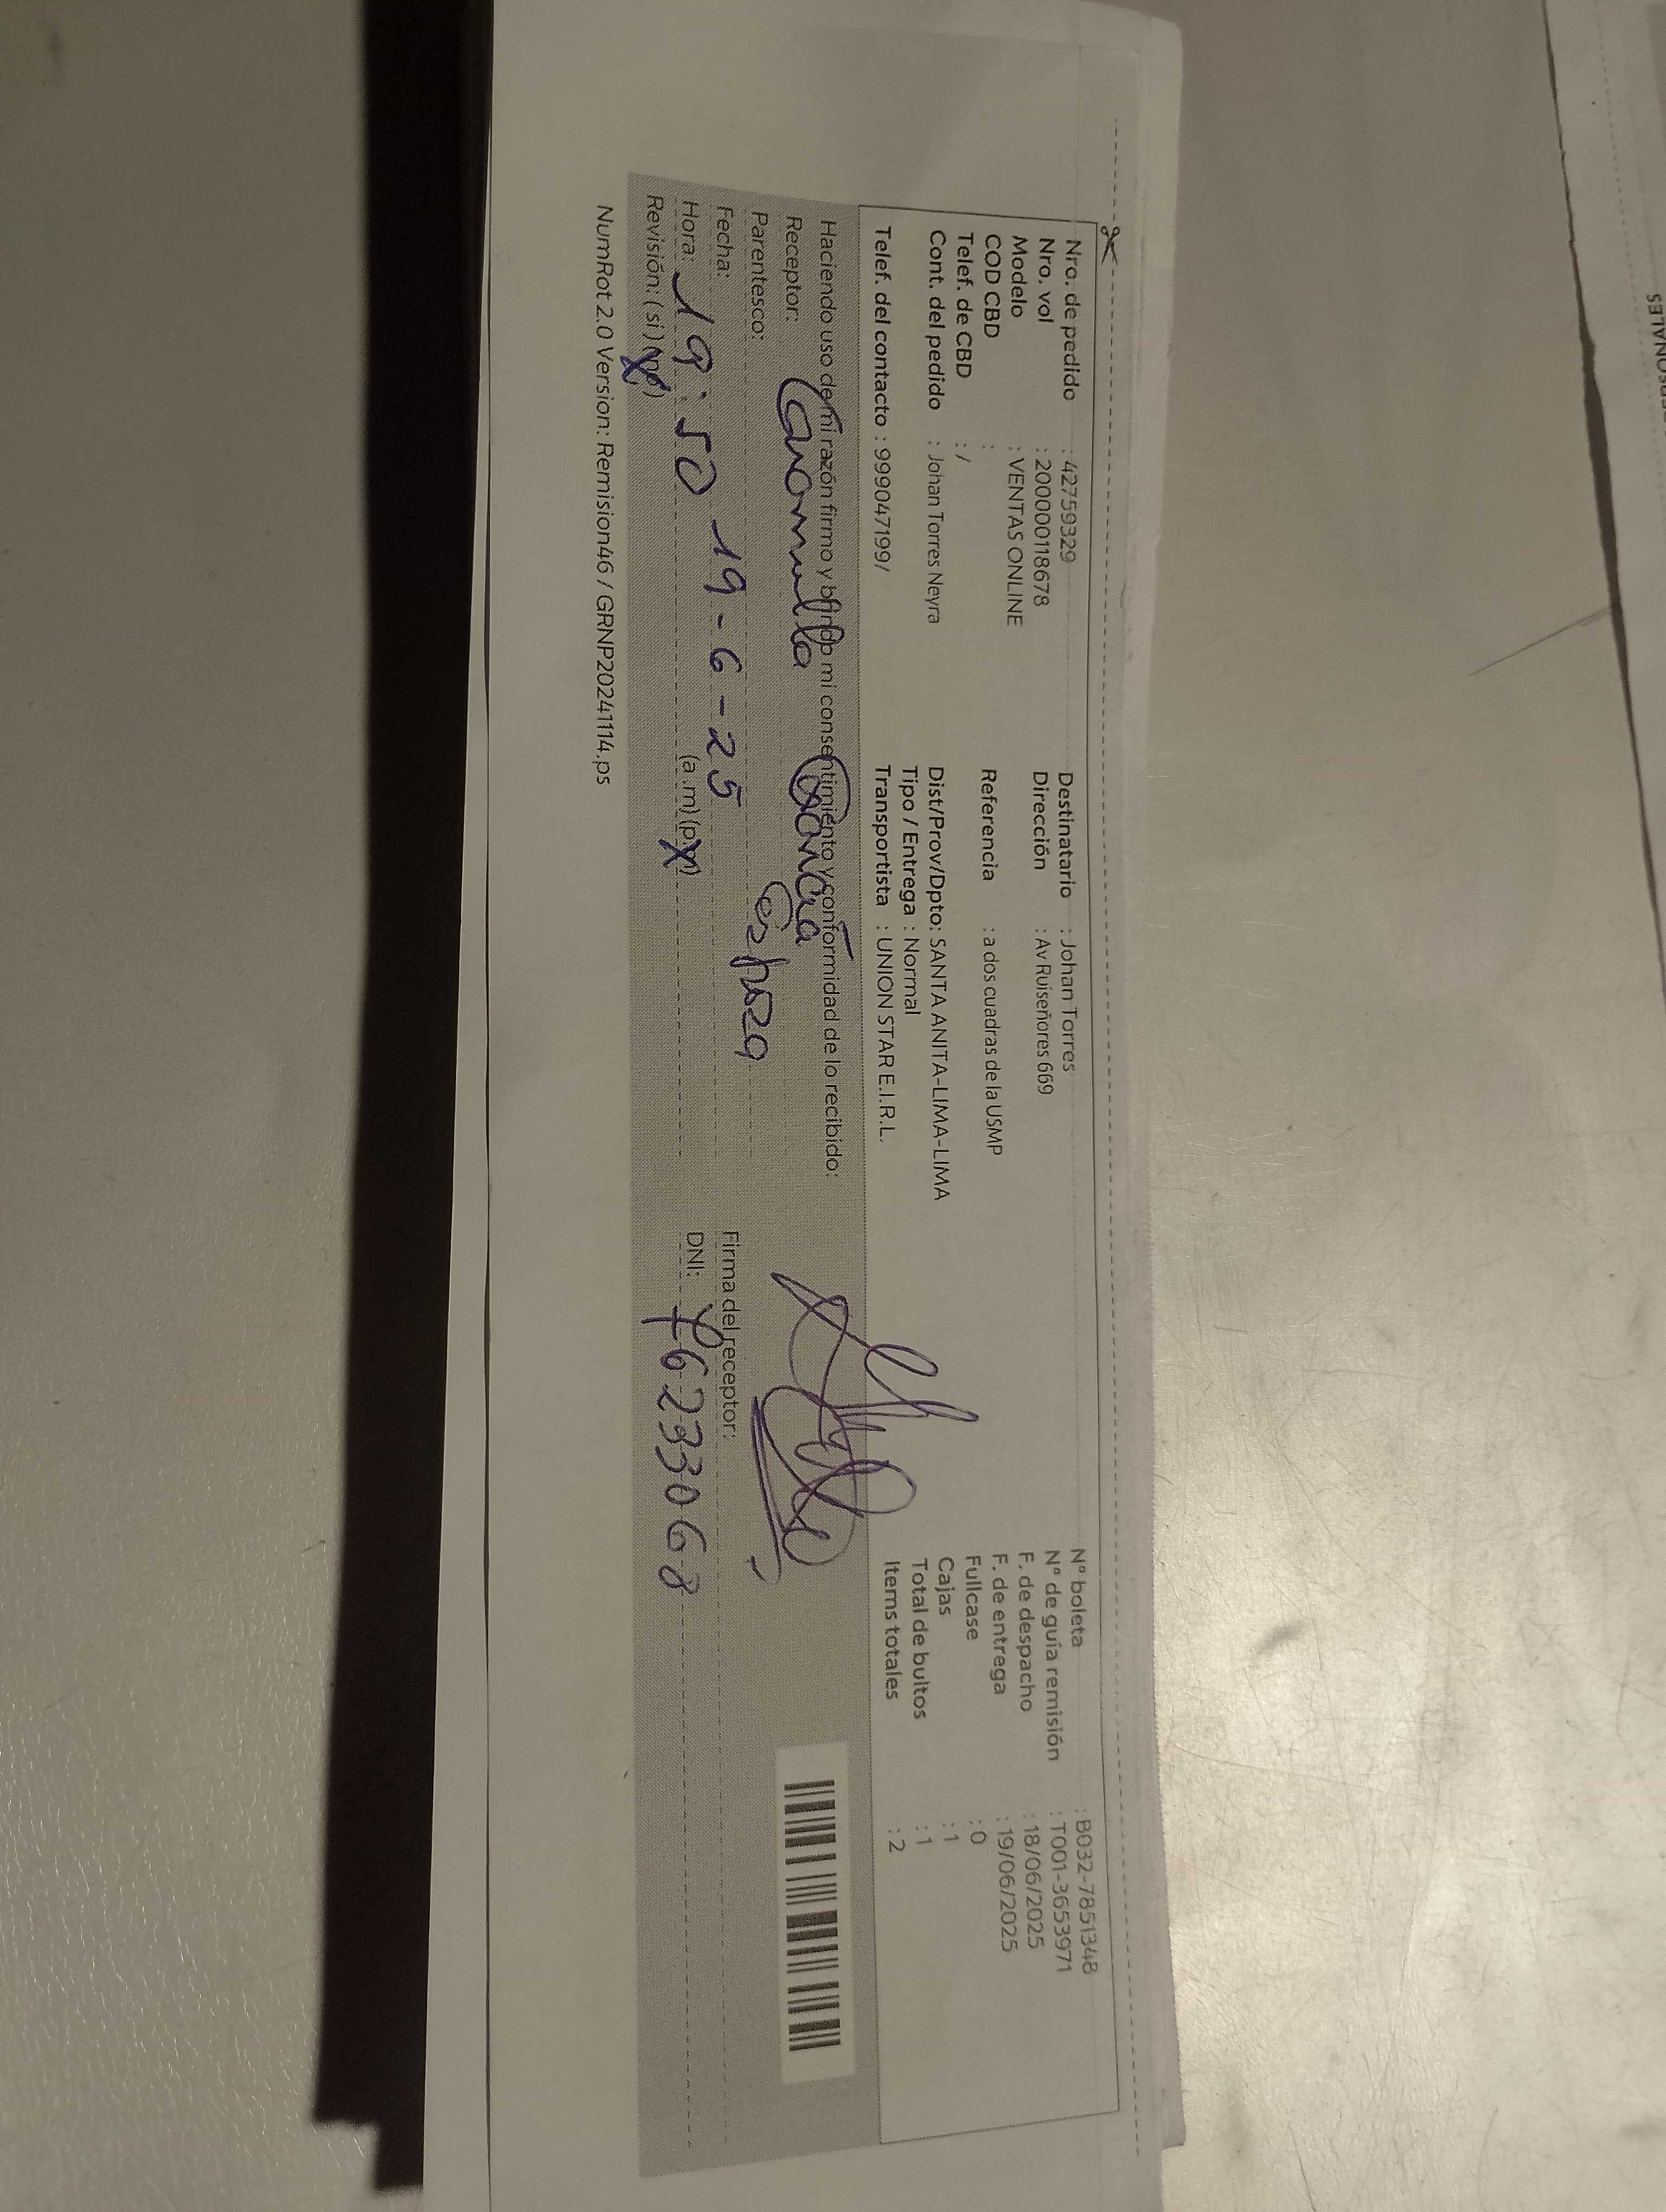 Nro. de pedido : 42759329
Nro. vol : 2000000118678
Modelo : VENTAS ONLINE
COD CBD :
Telef. de CBD : /
Cont. del pedido : Johan Torres Neyra
Telef. del contacto : 999047199/
Destinatario : Johan Torres
Dirección : Av Ruiseñores 669
Referencia : a dos cuadras de la USMP
Dist/Prov/Dpto: SANTA ANITA-LIMA-LIMA
Tipo / Entrega : Normal
Transportista : UNION STAR E.I.R.L.
N° boleta : B032-7851348
N° de guía remisión : T001-3653971
F. de despacho : 18/06/2025
F. de entrega : 19/06/2025
Fullcase : 0
Cajas : 1
Total de bultos : 1
Items totales : 2
Haciendo uso de mi razón firmo y brindo mi consentimiento y conformidad de lo recibido:
Receptor: García
Parentesco: esposa
Fecha: 19-6-25
Hora: 19:50 (a.m) (p.m)
Revisión: ( si ) (no)
Firma del receptor:
DNI: 76233068
NumRot 2.0 Version: Remision46 / GRNP20241114.ps